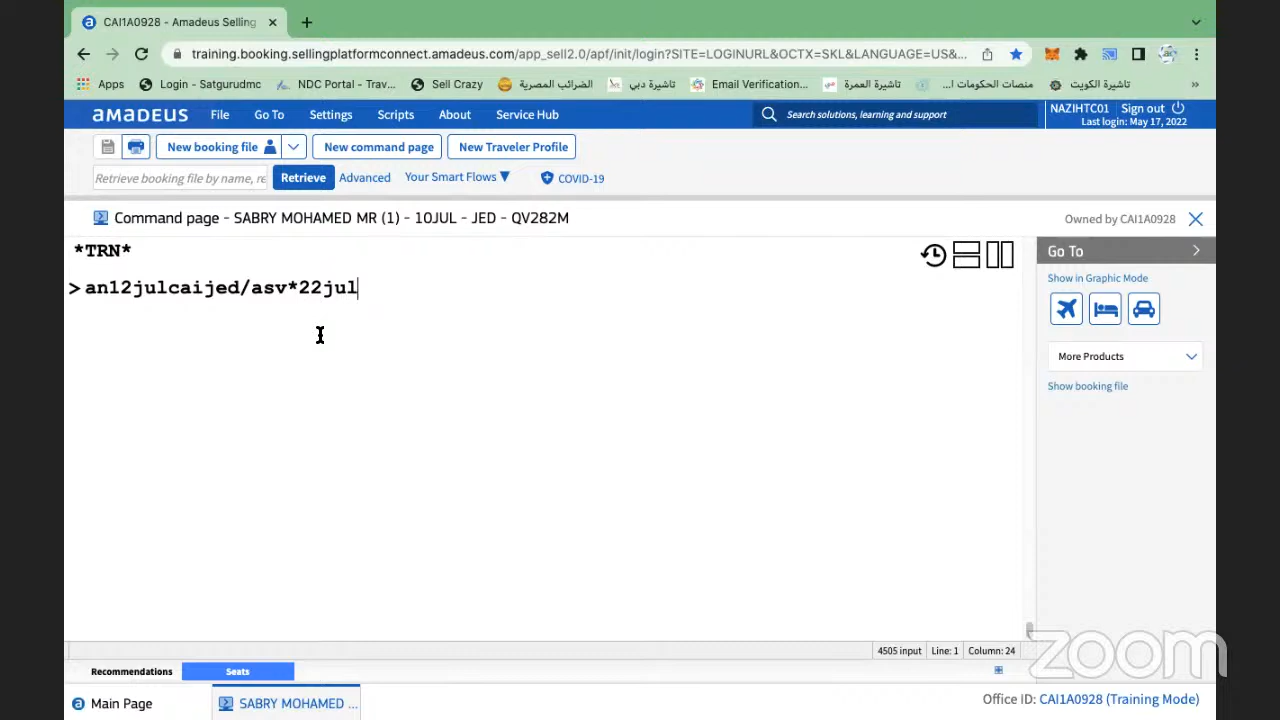 CAI1A0928 - Amadeus Selling
training.booking.sellingplatformconnect.amadeus.com/app_sell2.0/apf/init/login?SITE=LOGINURL&OCTX=SKL&LANGUAGE=US&...
Apps Login - Satgurudmc NDC Portal - Trav... Sell Crazy الضرائب المصرية تاشيرة دبي Email Verification... تاشيرة العمرة منصات الحكومات ا... تاشيرة الكويت »
amadeus File Go To Settings Scripts About Service Hub Search solutions, learning and support NAZIHTC01 Sign out
Last login: May 17, 2022
New booking file New command page New Traveler Profile
Retrieve booking file by name, re Retrieve Advanced Your Smart Flows COVID-19
Command page - SABRY MOHAMED MR (1) - 10JUL - JED - QV282M Owned by CAI1A0928
*TRN* Go To
Show in Graphic Mode
> an12julcaijed/asv*22jul
More Products
Show booking file
zoom
4505 input Line: 1 Column: 24
Recommendations Seats
Main Page SABRY MOHAMED ... Office ID: CAI1A0928 (Training Mode)